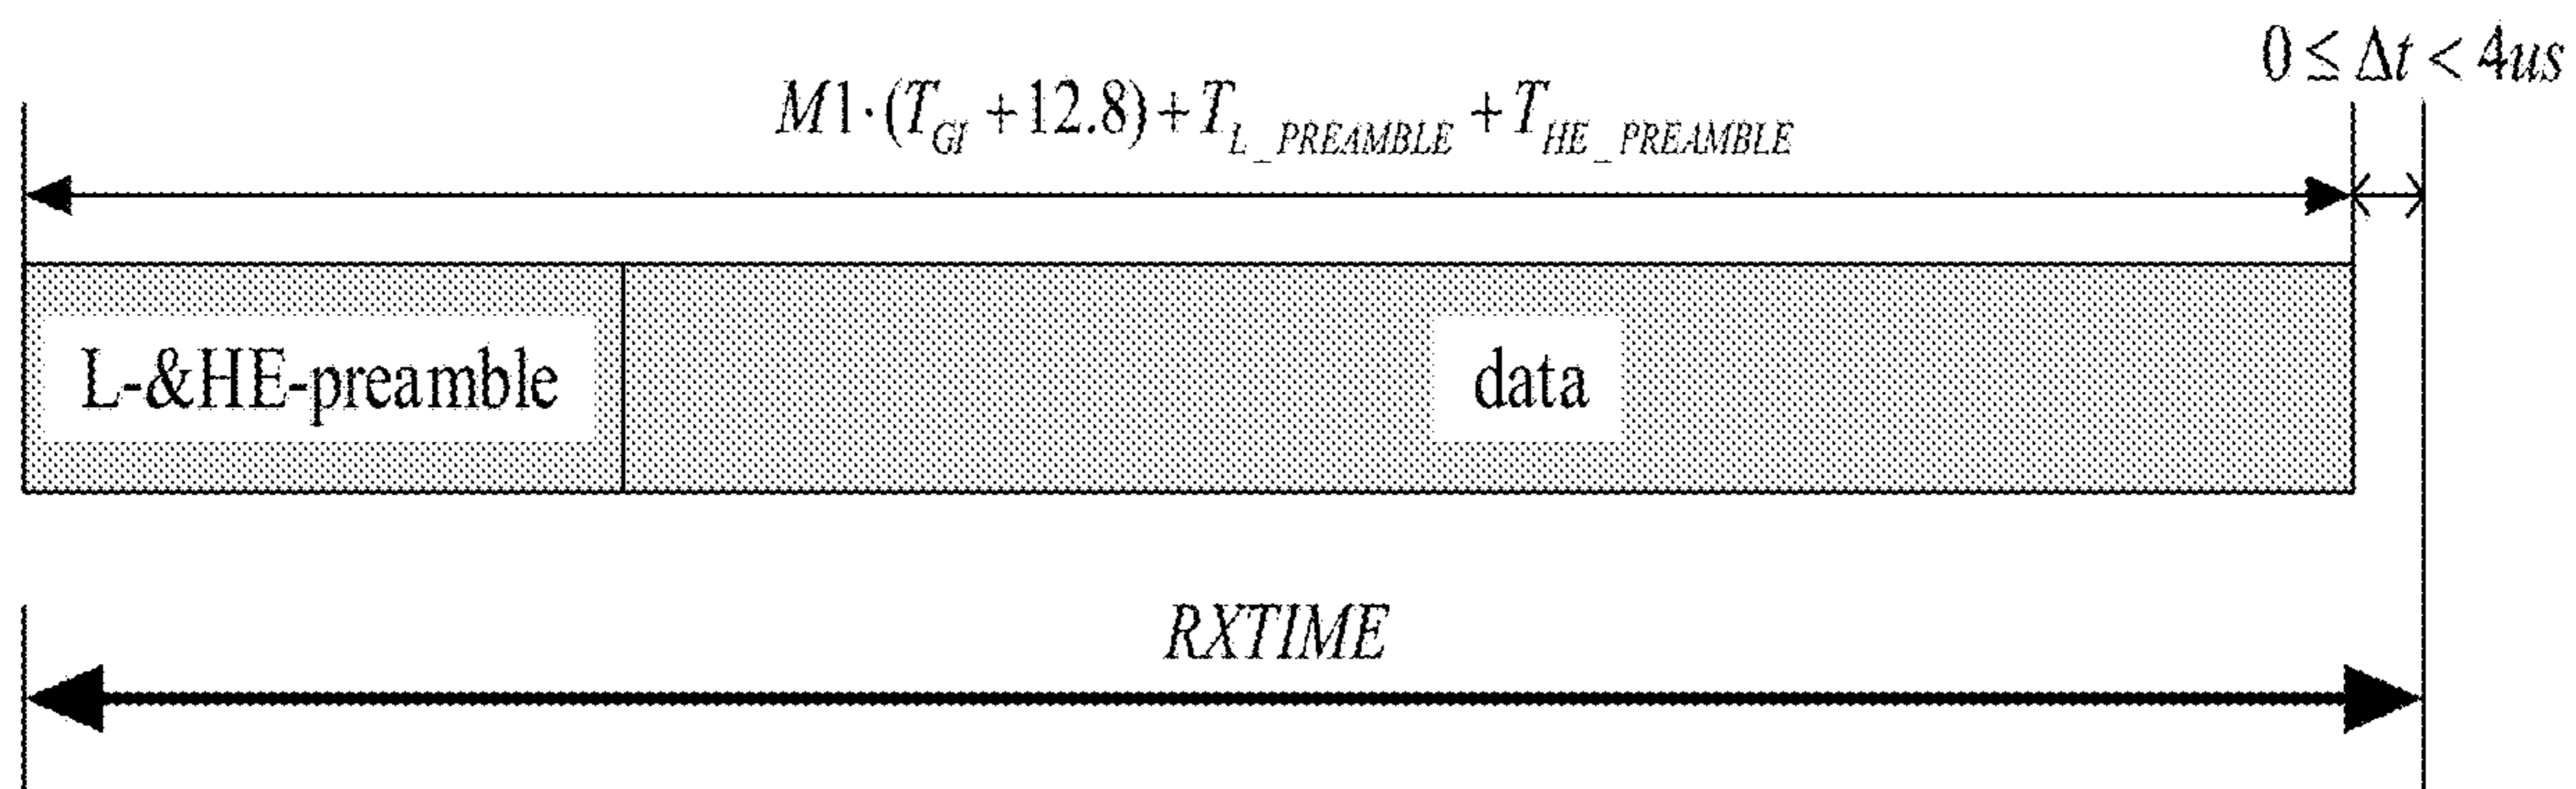 0 ≤ Δt < 4us
M1·(T_GI + 12.8) + T_L_PREAMBLE + T_HE_PREAMBLE
L-&HE-preamble
data
RXTIME